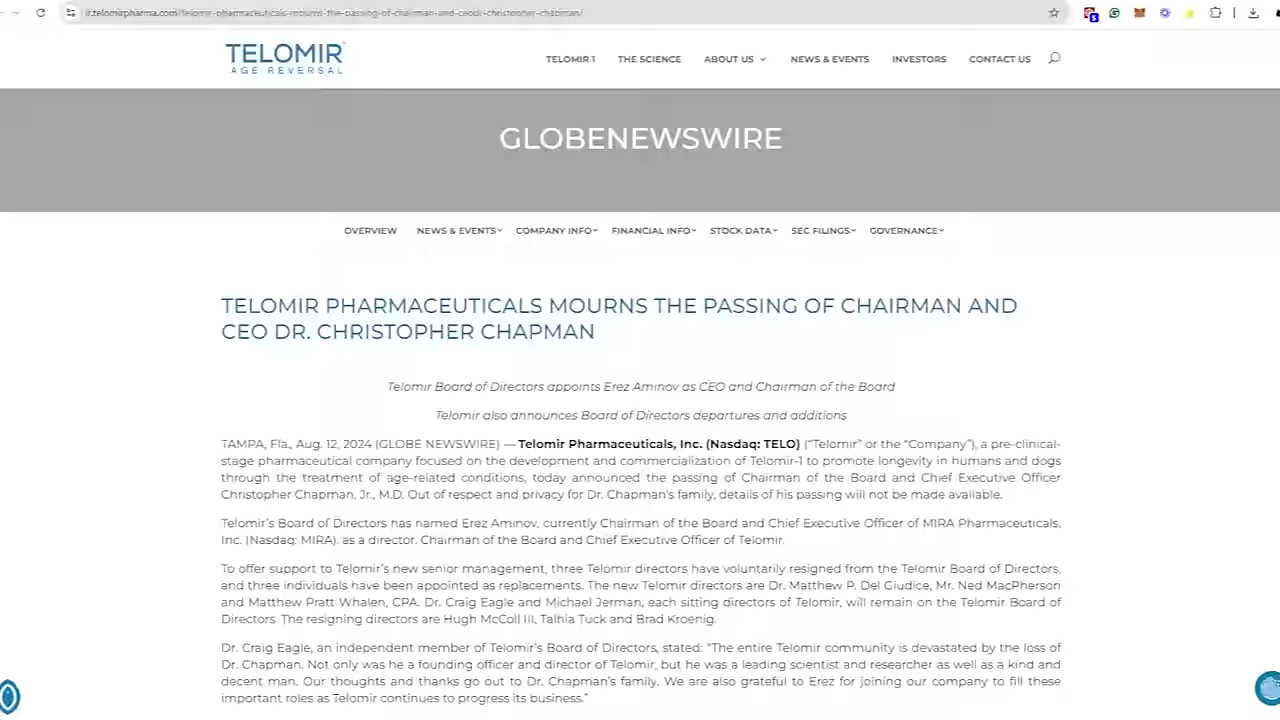 ir.telomirpharma.com/telomir-pharmaceuticals-mourns-the-passing-of-chairman-and-ceodr-christopher-chapman/
TELOMIR
AGE REVERSAL
TELOMIR 1 THE SCIENCE ABOUT US NEWS & EVENTS INVESTORS CONTACT US
GLOBENEWSWIRE
OVERVIEW NEWS & EVENTS COMPANY INFO FINANCIAL INFO STOCK DATA SEC FILINGS GOVERNANCE
TELOMIR PHARMACEUTICALS MOURNS THE PASSING OF CHAIRMAN AND
CEO DR. CHRISTOPHER CHAPMAN
Telomir Board of Directors appoints Erez Aminov as CEO and Chairman of the Board
Telomir also announces Board of Directors departures and additions
TAMPA, Fla., Aug. 12, 2024 (GLOBE NEWSWIRE) — Telomir Pharmaceuticals, Inc. (Nasdaq: TELO) (“Telomir” or the “Company”), a pre-clinical-
stage pharmaceutical company focused on the development and commercialization of Telomir-1 to promote longevity in humans and dogs
through the treatment of age-related conditions, today announced the passing of Chairman of the Board and Chief Executive Officer
Christopher Chapman, Jr., M.D. Out of respect and privacy for Dr. Chapman’s family, details of his passing will not be made available.
Telomir’s Board of Directors has named Erez Aminov, currently Chairman of the Board and Chief Executive Officer of MIRA Pharmaceuticals,
Inc. (Nasdaq: MIRA), as a director, Chairman of the Board and Chief Executive Officer of Telomir.
To offer support to Telomir’s new senior management, three Telomir directors have voluntarily resigned from the Telomir Board of Directors,
and three individuals have been appointed as replacements. The new Telomir directors are Dr. Matthew P. Del Giudice, Mr. Ned MacPherson
and Matthew Pratt Whalen, CPA. Dr. Craig Eagle and Michael Jerman, each sitting directors of Telomir, will remain on the Telomir Board of
Directors. The resigning directors are Hugh McColl III, Talhia Tuck and Brad Kroenig.
Dr. Craig Eagle, an independent member of Telomir’s Board of Directors, stated: “The entire Telomir community is devastated by the loss of
Dr. Chapman. Not only was he a founding officer and director of Telomir, but he was a leading scientist and researcher as well as a kind and
decent man. Our thoughts and thanks go out to Dr. Chapman’s family. We are also grateful to Erez for joining our company to fill these
important roles as Telomir continues to progress its business.”